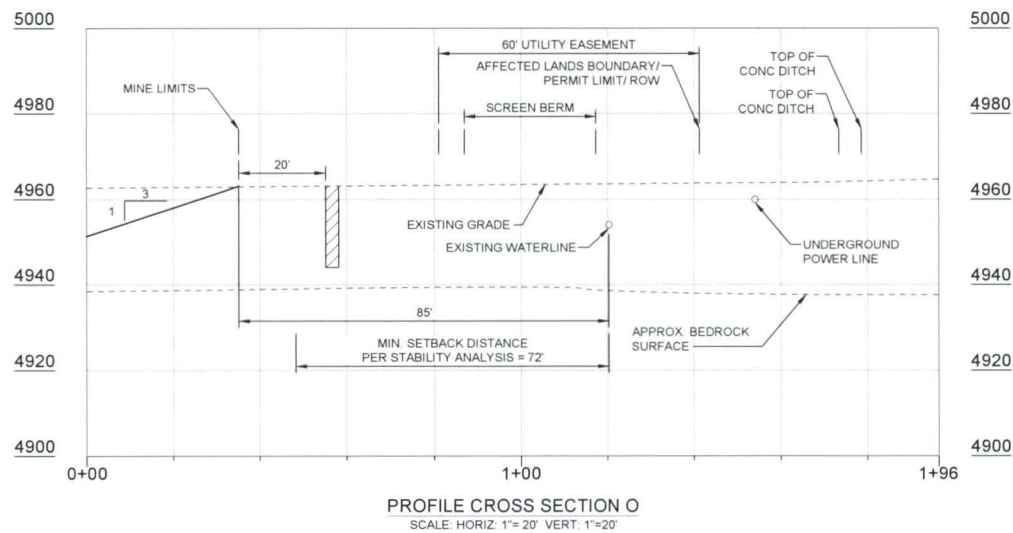 5000
5000
60' UTILITY EASEMENT
AFFECTED LANDS BOUNDARY/
PERMIT LIMIT/ ROW
TOP OF
CONC DITCH
MINE LIMITS
SCREEN BERM
TOP OF
CONC DITCH
4980
4980
20'
4960
4960
3
1
EXISTING GRADE
EXISTING WATERLINE
UNDERGROUND
POWER LINE
4940
4940
85'
MIN. SETBACK DISTANCE
PER STABILITY ANALYSIS = 72'
APPROX. BEDROCK
SURFACE
4920
4920
4900
4900
0+00
1+00
1+96
PROFILE CROSS SECTION O
SCALE: HORIZ: 1"= 20' VERT: 1"=20'